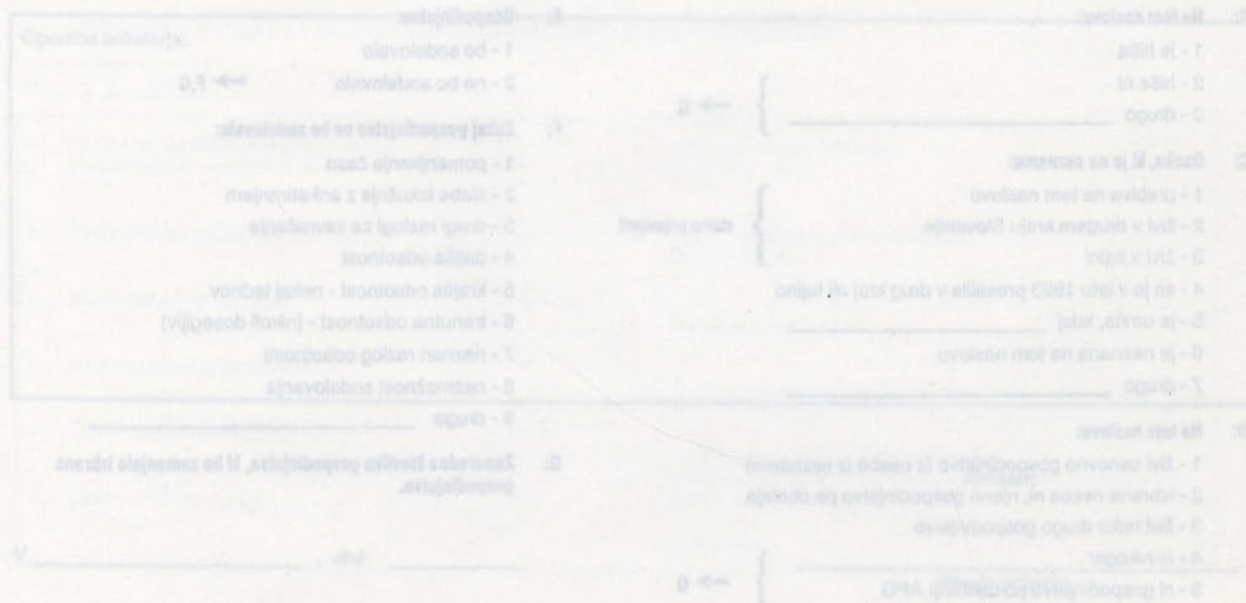 Opombe anketarja:
B: Na tem naslovu:
1 - je hiša
2 - hiše ni
3 - drugo
→ G
C: Oseba, ki je na seznamu:
1 - prebiva na tem naslovu
2 - živi v drugem kraju Slovenije
3 - živi v tujini
4 - se je v letu 1993 preselila v drug kraj ali tujino
5 - je umrla, kdaj
6 - je neznana na tem naslovu
7 - drugo
D: Na tem naslovu:
1 - živi osnovno gospodinjstvo (z osebo iz seznama)
2 - izbrane osebe ni, njeno gospodinjstvo pa obstaja
3 - živi neko drugo gospodinjstvo
4 - ni nikogar
5 - ni gospodinjstva po definiciji APG
→ G
E: Gospodinjstvo:
1 - bo sodelovalo
2 - ne bo sodelovalo → F,G
F: Zakaj gospodinjstvo ne bo sodelovalo:
1 - pomanjkanje časa
2 - slabe izkušnje z anketiranjem
3 - drugi razlogi za zavračanje
4 - daljša odsotnost
5 - krajša odsotnost - nekaj tednov
6 - trenutna odsotnost - (nikoli dosegljiv)
7 - neznan razlog odsotnosti
8 - nezmožnost sodelovanja
9 - drugo
G: Zaporedna številka gospodinjstva, ki bo zamenjalo izbrano
gospodinjstvo.
V